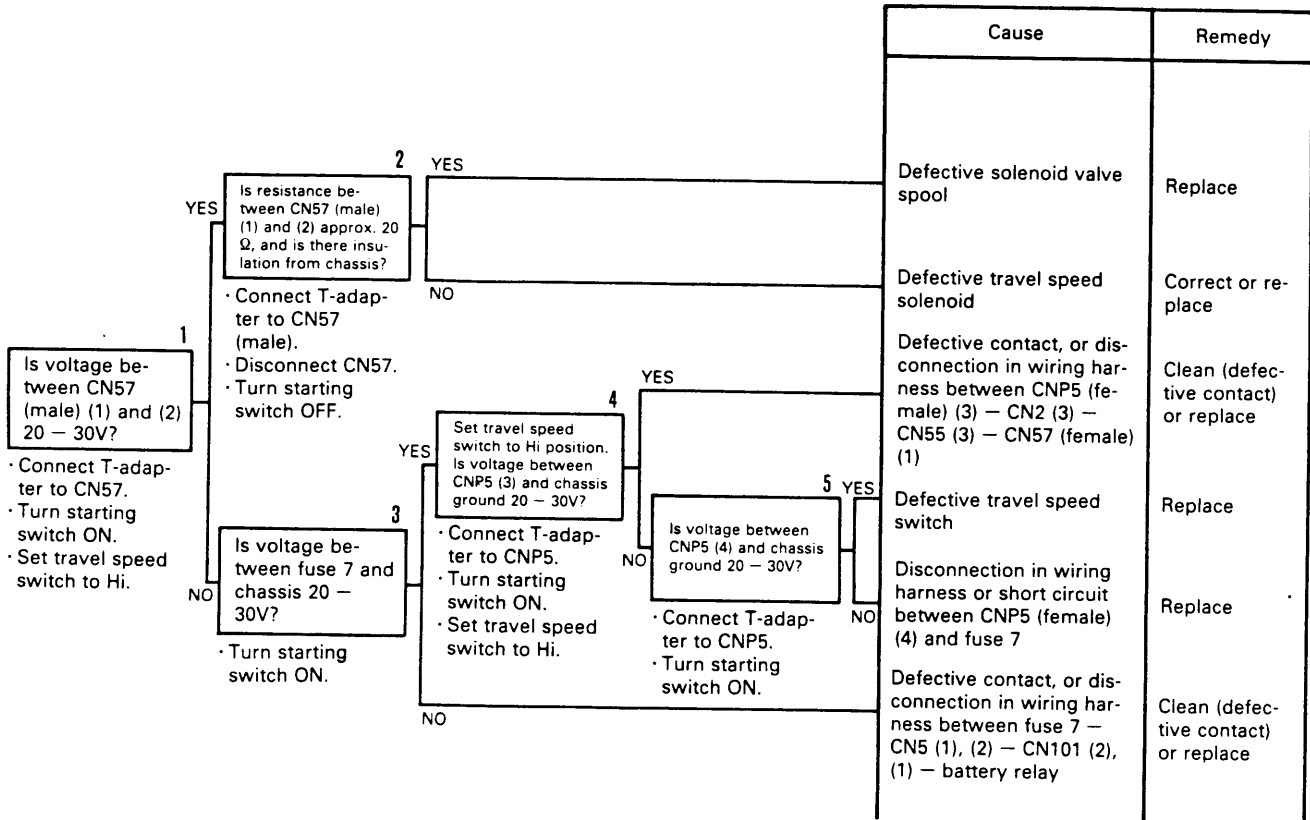 Cause
Remedy
1
Is voltage be-
tween CN57
(male) (1) and (2)
20 – 30V?
· Connect T-adap-
ter to CN57.
· Turn starting
switch ON.
· Set travel speed
switch to Hi.
YES
2
Is resistance be-
tween CN57 (male)
(1) and (2) approx. 20
Ω, and is there insu-
lation from chassis?
· Connect T-adap-
ter to CN57
(male).
· Disconnect CN57.
· Turn starting
switch OFF.
YES
Defective solenoid valve
spool
Replace
NO
Defective travel speed
solenoid
Correct or re-
place
NO
3
Is voltage be-
tween fuse 7 and
chassis 20 –
30V?
· Turn starting
switch ON.
YES
4
Set travel speed
switch to Hi position.
Is voltage between
CNP5 (3) and chassis
ground 20 – 30V?
· Connect T-adap-
ter to CNP5.
· Turn starting
switch ON.
· Set travel speed
switch to Hi.
YES
Defective contact, or dis-
connection in wiring har-
ness between CNP5 (fe-
male) (3) – CN2 (3) –
CN55 (3) – CN57 (female)
(1)
Clean (defec-
tive contact)
or replace
NO
5
Is voltage between
CNP5 (4) and chassis
ground 20 – 30V?
· Connect T-adap-
ter to CNP5.
· Turn starting
switch ON.
YES
Defective travel speed
switch
Replace
NO
Disconnection in wiring
harness or short circuit
between CNP5 (female)
(4) and fuse 7
Replace
NO
Defective contact, or dis-
connection in wiring har-
ness between fuse 7 –
CN5 (1), (2) – CN101 (2),
(1) – battery relay
Clean (defec-
tive contact)
or replace